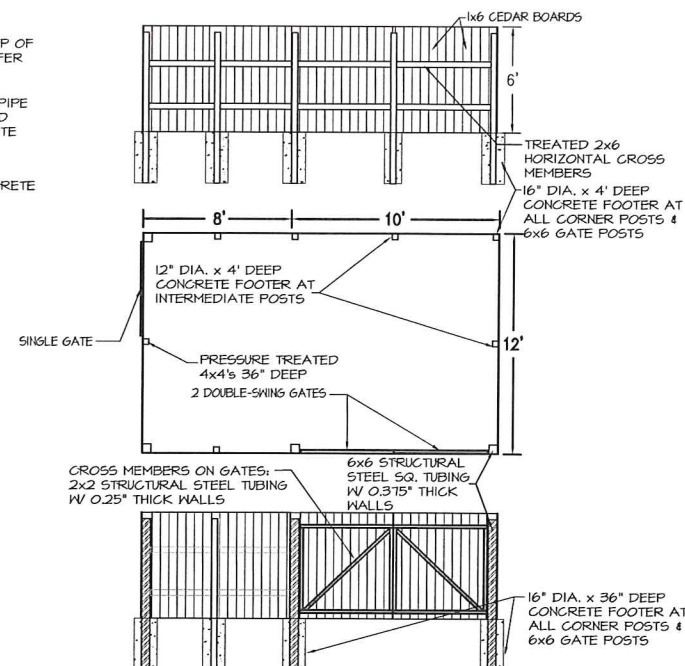 P OF
FER
PIPE
D
TE
RETE
1x6 CEDAR BOARDS
6'
TREATED 2x6
HORIZONTAL CROSS
MEMBERS
16" DIA. x 4' DEEP
CONCRETE FOOTER AT
ALL CORNER POSTS &
6x6 GATE POSTS
8'
10'
12" DIA. x 4' DEEP
CONCRETE FOOTER AT
INTERMEDIATE POSTS
SINGLE GATE
12'
PRESSURE TREATED
4x4's 36" DEEP
2 DOUBLE-SWING GATES
CROSS MEMBERS ON GATES:
2x2 STRUCTURAL STEEL TUBING
W/ 0.25" THICK WALLS
6x6 STRUCTURAL
STEEL SQ. TUBING
W/ 0.375" THICK
WALLS
16" DIA. x 36" DEEP
CONCRETE FOOTER AT
ALL CORNER POSTS &
6x6 GATE POSTS